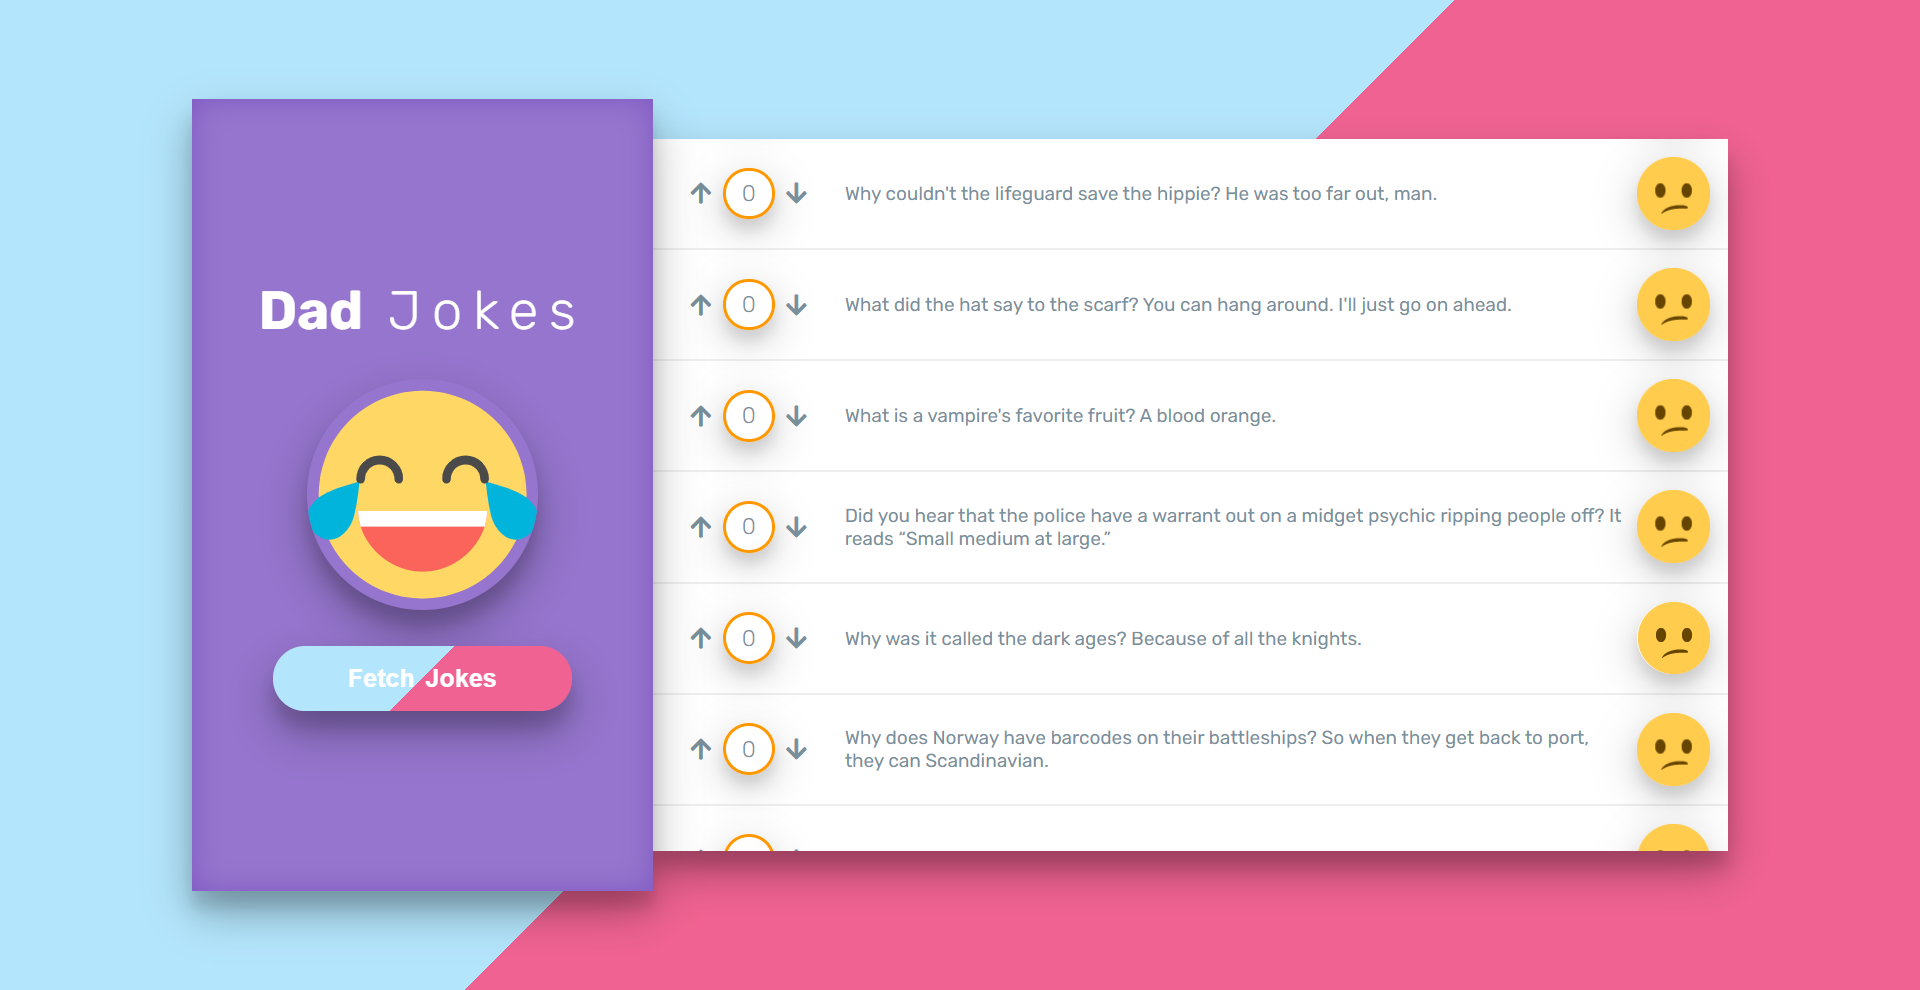 Dad Jokes
Fetch Jokes
0
Why couldn't the lifeguard save the hippie? He was too far out, man.
0
What did the hat say to the scarf? You can hang around. I'll just go on ahead.
0
What is a vampire's favorite fruit? A blood orange.
0
Did you hear that the police have a warrant out on a midget psychic ripping people off? It
reads “Small medium at large.”
0
Why was it called the dark ages? Because of all the knights.
0
Why does Norway have barcodes on their battleships? So when they get back to port,
they can Scandinavian.